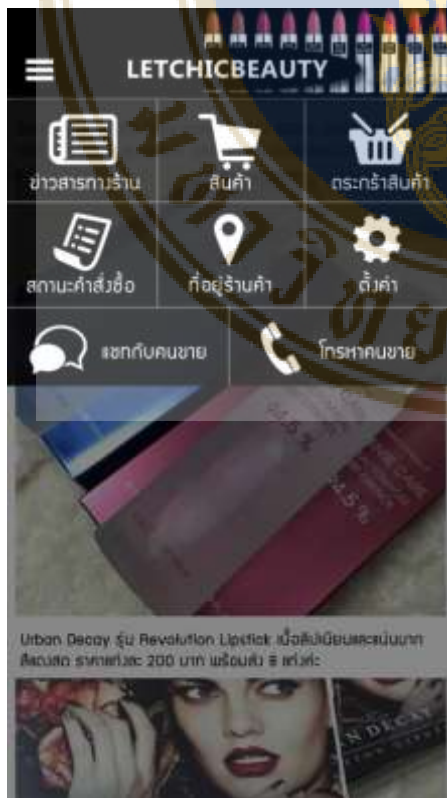 LETCHICBEAUTY
ข่าวสารทางร้าน
สินค้า
ตระกร้าสินค้า
สถานะคำสั่งซื้อ
ที่อยู่ร้านค้า
ตั้งค่า
แชทกับคนขาย
โทรหาคนขาย
Urban Decay รุ่น Revolution Lipstick เนื้อลิปเนียนและแน่นมาก
สีแดงสด ราคาแท่งละ 200 บาท พร้อมส่ง 8 แท่งค่ะ